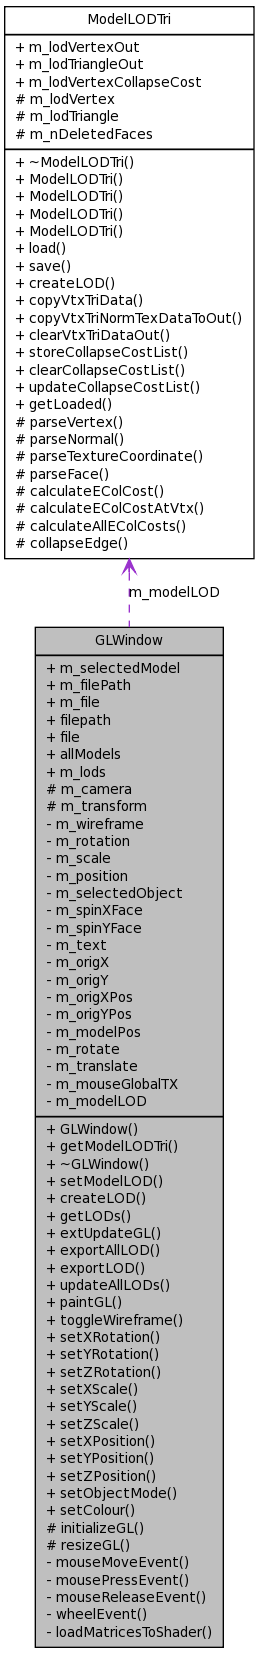 ModelLODTri
+ m_lodVertexOut
+ m_lodTriangleOut
+ m_lodVertexCollapseCost
# m_lodVertex
# m_lodTriangle
# m_nDeletedFaces
+ ~ModelLODTri()
+ ModelLODTri()
+ ModelLODTri()
+ ModelLODTri()
+ ModelLODTri()
+ load()
+ save()
+ createLOD()
+ copyVtxTriData()
+ copyVtxTriNormTexDataToOut()
+ clearVtxTriDataOut()
+ storeCollapseCostList()
+ clearCollapseCostList()
+ updateCollapseCostList()
+ getLoaded()
# parseVertex()
# parseNormal()
# parseTextureCoordinate()
# parseFace()
# calculateEColCost()
# calculateEColCostAtVtx()
# calculateAllEColCosts()
# collapseEdge()
m_modelLOD
GLWindow
+ m_selectedModel
+ m_filePath
+ m_file
+ filepath
+ file
+ allModels
+ m_lods
# m_camera
# m_transform
- m_wireframe
- m_rotation
- m_scale
- m_position
- m_selectedObject
- m_spinXFace
- m_spinYFace
- m_text
- m_origX
- m_origY
- m_origXPos
- m_origYPos
- m_modelPos
- m_rotate
- m_translate
- m_mouseGlobalTX
- m_modelLOD
+ GLWindow()
+ getModelLODTri()
+ ~GLWindow()
+ setModelLOD()
+ createLOD()
+ getLODs()
+ extUpdateGL()
+ exportAllLOD()
+ exportLOD()
+ updateAllLODs()
+ paintGL()
+ toggleWireframe()
+ setXRotation()
+ setYRotation()
+ setZRotation()
+ setXScale()
+ setYScale()
+ setZScale()
+ setXPosition()
+ setYPosition()
+ setZPosition()
+ setObjectMode()
+ setColour()
# initializeGL()
# resizeGL()
- mouseMoveEvent()
- mousePressEvent()
- mouseReleaseEvent()
- wheelEvent()
- loadMatricesToShader()